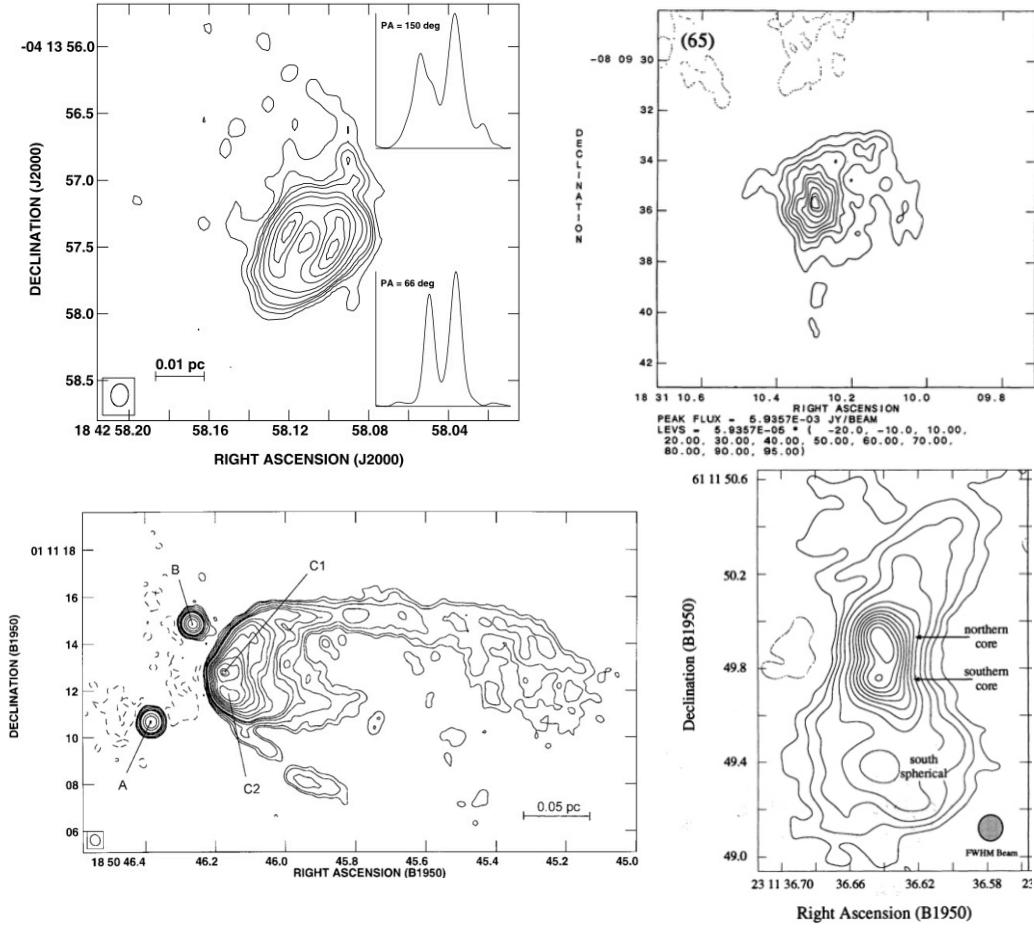 -04 13 56.0
56.5
57.0
57.5
58.0
58.5
DECLINATION (J2000)
PA = 150 deg
PA = 66 deg
0.01 pc
18 42 58.20
58.16
58.12
58.08
58.04
RIGHT ASCENSION (J2000)
(65)
-08 09 30
32
34
36
38
40
42
DECLINATION
18 31 10.6
10.4
10.2
10.0
09.8
RIGHT ASCENSION
PEAK FLUX = 5.9357E-03 JY/BEAM
LEVS = 5.9357E-05 * ( -20.0, -10.0, 10.00,
20.00, 30.00, 40.00, 50.00, 60.00, 70.00,
80.00, 90.00, 95.00)
01 11 18
16
14
12
10
08
06
DECLINATION (B1950)
B
C1
A
C2
0.05 pc
18 50 46.4
46.2
46.0
45.8
45.6
45.4
45.2
45.0
RIGHT ASCENSION (B1950)
61 11 50.6
50.2
49.8
49.4
49.0
Declination (B1950)
northern
core
southern
core
south
spherical
FWHM Beam
23 11 36.70
36.66
36.62
36.58
Right Ascension (B1950)